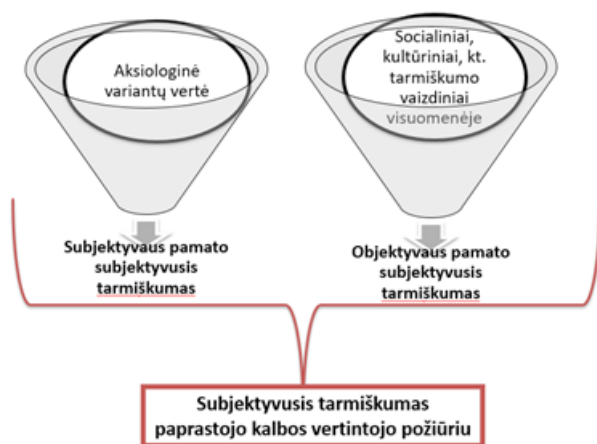 Aksiologinė
variantų vertė
Socialiniai,
kultūriniai, kt.
tarmiškumo
vaizdiniai
visuomenėje
Subjektyvaus pamato
subjektyvusis
tarmiškumas
Objektyvaus pamato
subjektyvusis
tarmiškumas
Subjektyvusis tarmiškumas
paprastojo kalbos vertintojo požiūriu